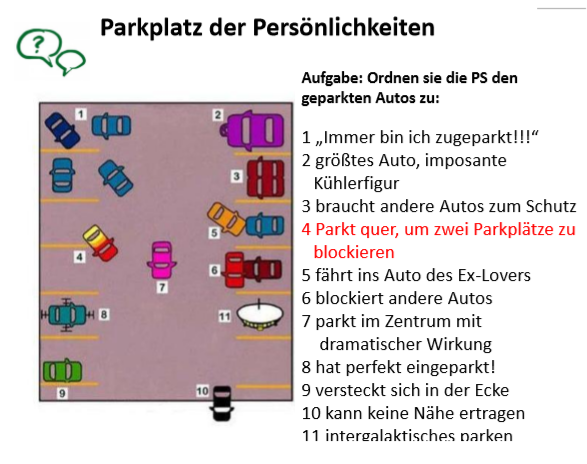 Parkplatz der Persönlichkeiten
?
Aufgabe: Ordnen sie die PS den
geparkten Autos zu:
1 „Immer bin ich zugeparkt!!!“
2 größtes Auto, imposante
Kühlerfigur
3 braucht andere Autos zum Schutz
4 Parkt quer, um zwei Parkplätze zu
blockieren
5 fährt ins Auto des Ex-Lovers
6 blockiert andere Autos
7 parkt im Zentrum mit
dramatischer Wirkung
8 hat perfekt eingeparkt!
9 versteckt sich in der Ecke
10 kann keine Nähe ertragen
11 intergalaktisches parken
1
2
3
5
4
6
7
8
11
9
10